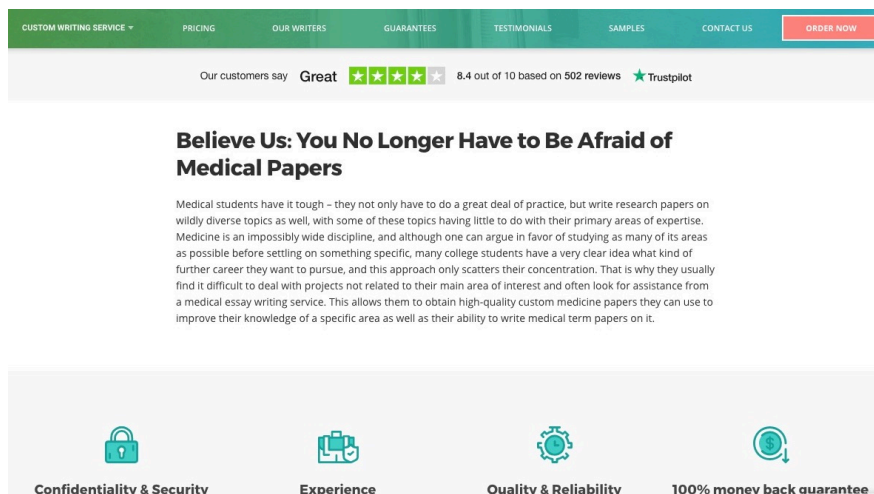 CUSTOM WRITING SERVICE PRICING OUR WRITERS GUARANTEES TESTIMONIALS SAMPLES CONTACT US ORDER NOW
Our customers say Great 8.4 out of 10 based on 502 reviews Trustpilot
Believe Us: You No Longer Have to Be Afraid of
Medical Papers
Medical students have it tough – they not only have to do a great deal of practice, but write research papers on
wildly diverse topics as well, with some of these topics having little to do with their primary areas of expertise.
Medicine is an impossibly wide discipline, and although one can argue in favor of studying as many of its areas
as possible before settling on something specific, many college students have a very clear idea what kind of
further career they want to pursue, and this approach only scatters their concentration. That is why they usually
find it difficult to deal with projects not related to their main area of interest and often look for assistance from
a medical essay writing service. This allows them to obtain high-quality custom medicine papers they can use to
improve their knowledge of a specific area as well as their ability to write medical term papers on it.
Confidentiality & Security Experience Quality & Reliability 100% money back guarantee